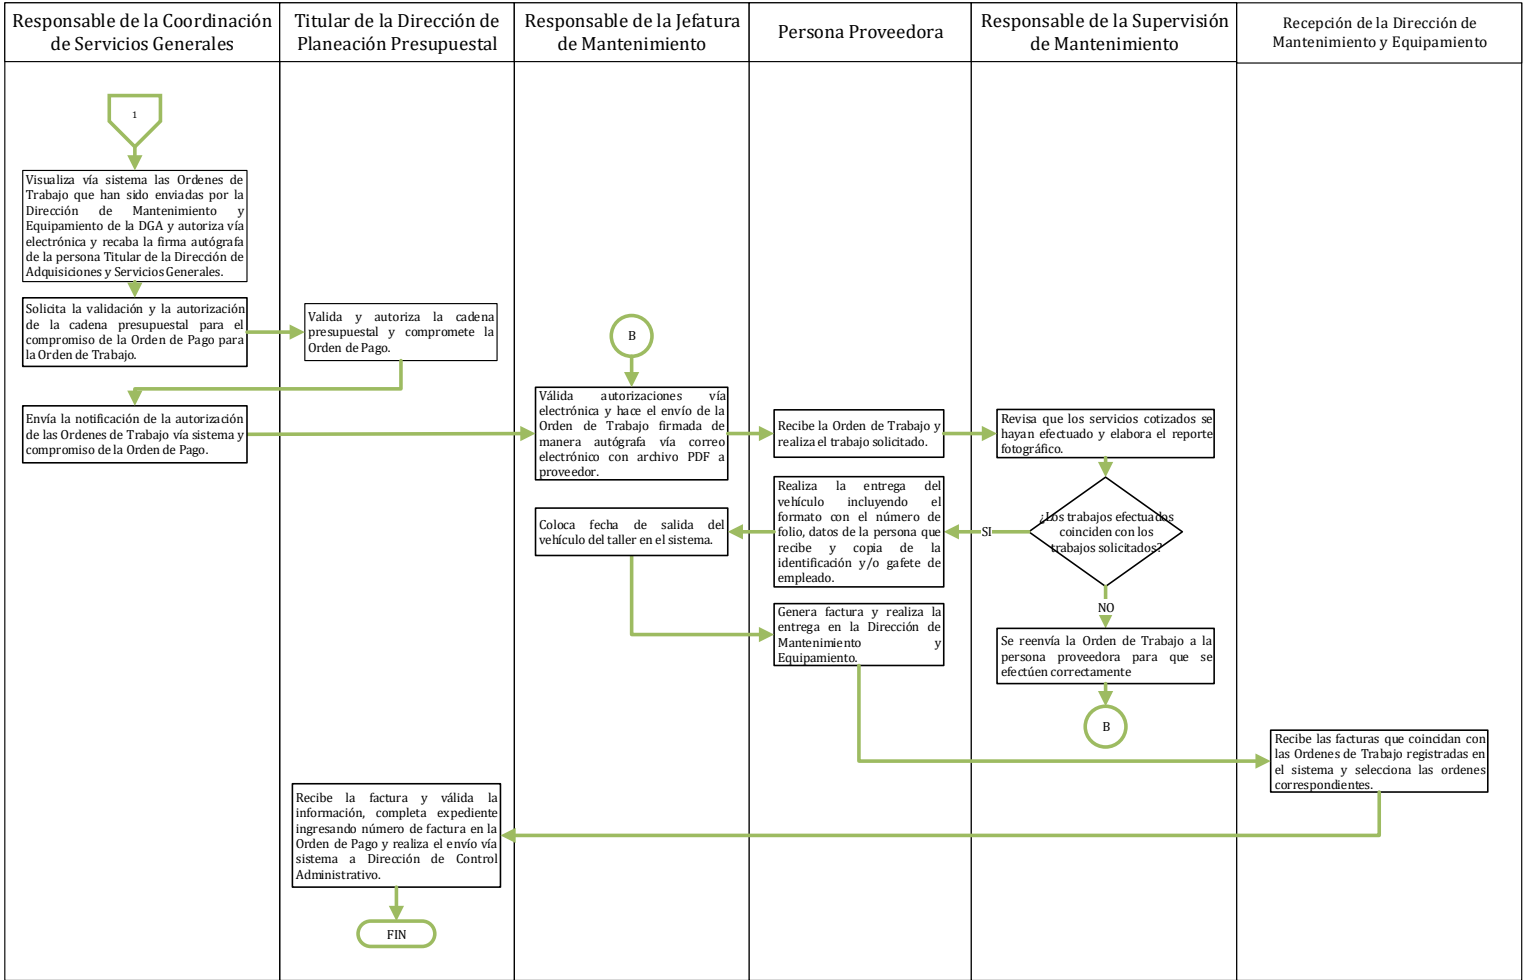 Responsable de la Coordinación
de Servicios Generales
Titular de la Dirección de
Planeación Presupuestal
Responsable de la Jefatura
de Mantenimiento
Persona Proveedora
Responsable de la Supervisión
de Mantenimiento
Recepción de la Dirección de
Mantenimiento y Equipamiento
1
Visualiza vía sistema las Ordenes de
Trabajo que han sido enviadas por la
Dirección de Mantenimiento y
Equipamiento de la DGA y autoriza vía
electrónica y recaba la firma autógrafa
de la persona Titular de la Dirección de
Adquisiciones y Servicios Generales.
Solicita la validación y la autorización
de la cadena presupuestal para el
compromiso de la Orden de Pago para
la Orden de Trabajo.
Valida y autoriza la cadena
presupuestal y compromete la
Orden de Pago.
Envía la notificación de la autorización
de las Ordenes de Trabajo vía sistema y
compromiso de la Orden de Pago.
B
Válida autorizaciones vía
electrónica y hace el envío de la
Orden de Trabajo firmada de
manera autógrafa vía correo
electrónico con archivo PDF a
proveedor.
Recibe la Orden de Trabajo y
realiza el trabajo solicitado.
Revisa que los servicios cotizados se
hayan efectuado y elabora el reporte
fotográfico.
¿Los trabajos efectuados
coinciden con los
trabajos solicitados?
SI
Realiza la entrega del
vehículo incluyendo el
formato con el número de
folio, datos de la persona que
recibe y copia de la
identificación y/o gafete de
empleado.
Coloca fecha de salida del
vehículo del taller en el sistema.
Genera factura y realiza la
entrega en la Dirección de
Mantenimiento y
Equipamiento.
NO
Se reenvía la Orden de Trabajo a la
persona proveedora para que se
efectúen correctamente
B
Recibe las facturas que coincidan con
las Ordenes de Trabajo registradas en
el sistema y selecciona las ordenes
correspondientes.
Recibe la factura y válida la
información, completa expediente
ingresando número de factura en la
Orden de Pago y realiza el envío vía
sistema a Dirección de Control
Administrativo.
FIN